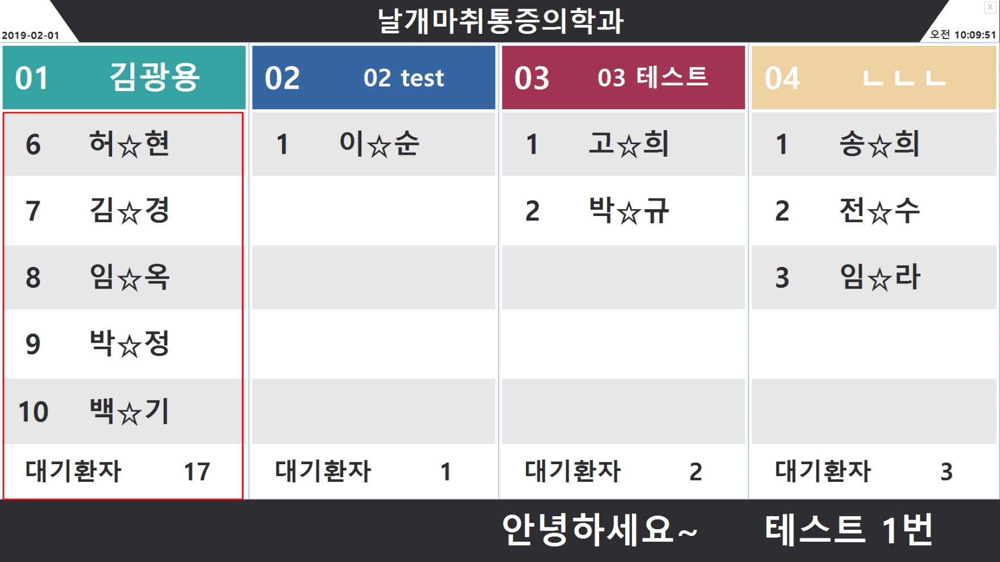 날개마취통증의학과
X
2019-02-01
오전 10:09:51
01 김광용
6 허☆현
7 김☆경
8 임☆옥
9 박☆정
10 백☆기
대기환자 17
02 02 test
1 이☆순
대기환자 1
03 03 테스트
1 고☆희
2 박☆규
대기환자 2
04 ㄴㄴㄴ
1 송☆희
2 전☆수
3 임☆라
대기환자 3
안녕하세요~ 테스트 1번